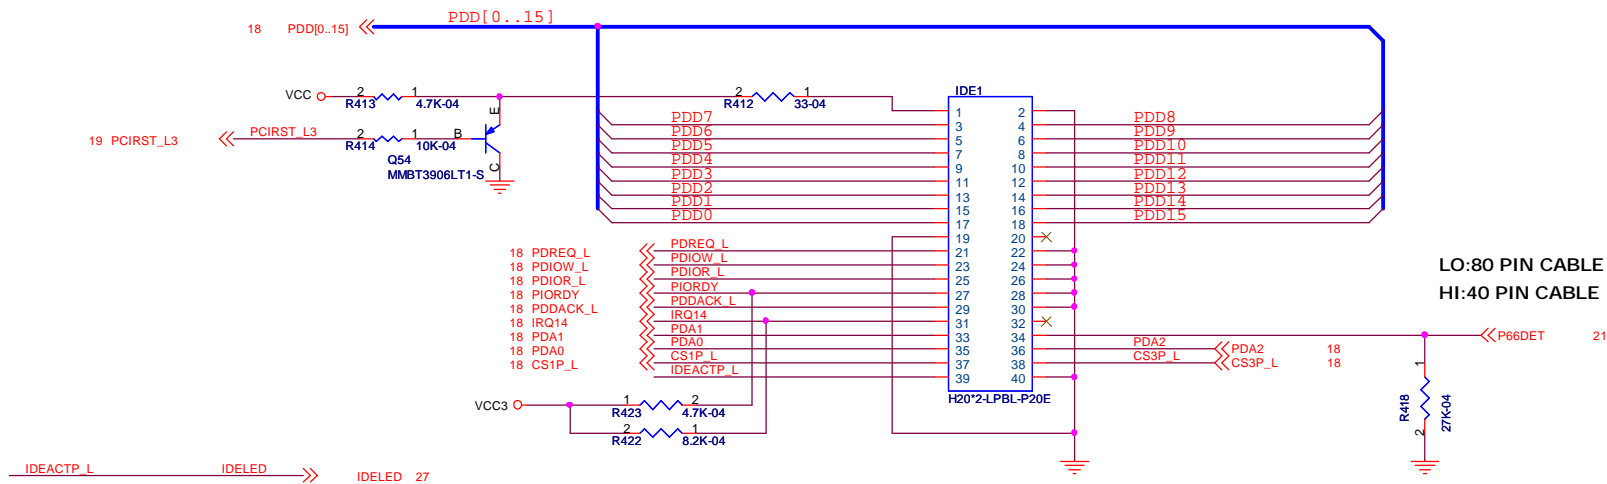 PDD[0..15]
18 PDD[0..15]
VCC
2 1
R413 4.7K-04
2 1
R412 33-04
IDE1
E
19 PCIRST_L3
PCIRST_L3
2 1
R414 10K-04
B
C
Q54
MMBT3906LT1-S
1 2
PDD7 3 4 PDD8
PDD6 5 6 PDD9
PDD5 7 8 PDD10
PDD4 9 10 PDD11
PDD3 11 12 PDD12
PDD2 13 14 PDD13
PDD1 15 16 PDD14
PDD0 17 18 PDD15
19 20
18 PDREQ_L PDREQ_L 21 22
18 PDIOW_L PDIOW_L 23 24
18 PDIOR_L PDIOR_L 25 26
18 PIORDY PIORDY 27 28
18 PDDACK_L PDDACK_L 29 30
18 IRQ14 IRQ14 31 32
18 PDA1 PDA1 33 34 P66DET 21
18 PDA0 PDA0 35 36 PDA2 PDA2 18
18 CS1P_L CS1P_L 37 38 CS3P_L CS3P_L 18
IDEACTP_L 39 40
H20*2-LPBL-P20E
LO:80 PIN CABLE
HI:40 PIN CABLE
VCC3
1 2
R423 4.7K-04
2 1
R422 8.2K-04
1
R418
27K-04
2
IDEACTP_L IDELED IDELED 27